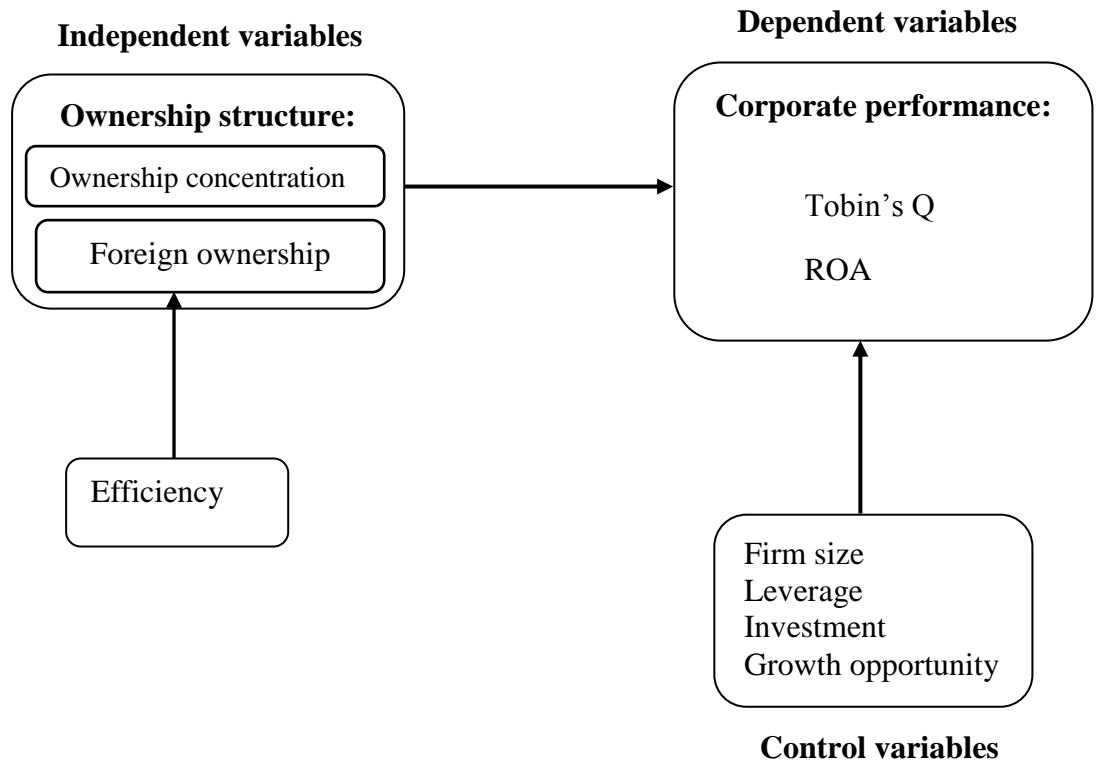 Independent variables
Dependent variables
Ownership structure:
Ownership concentration
Foreign ownership
Corporate performance:
Tobin’s Q
ROA
Efficiency
Firm size
Leverage
Investment
Growth opportunity
Control variables